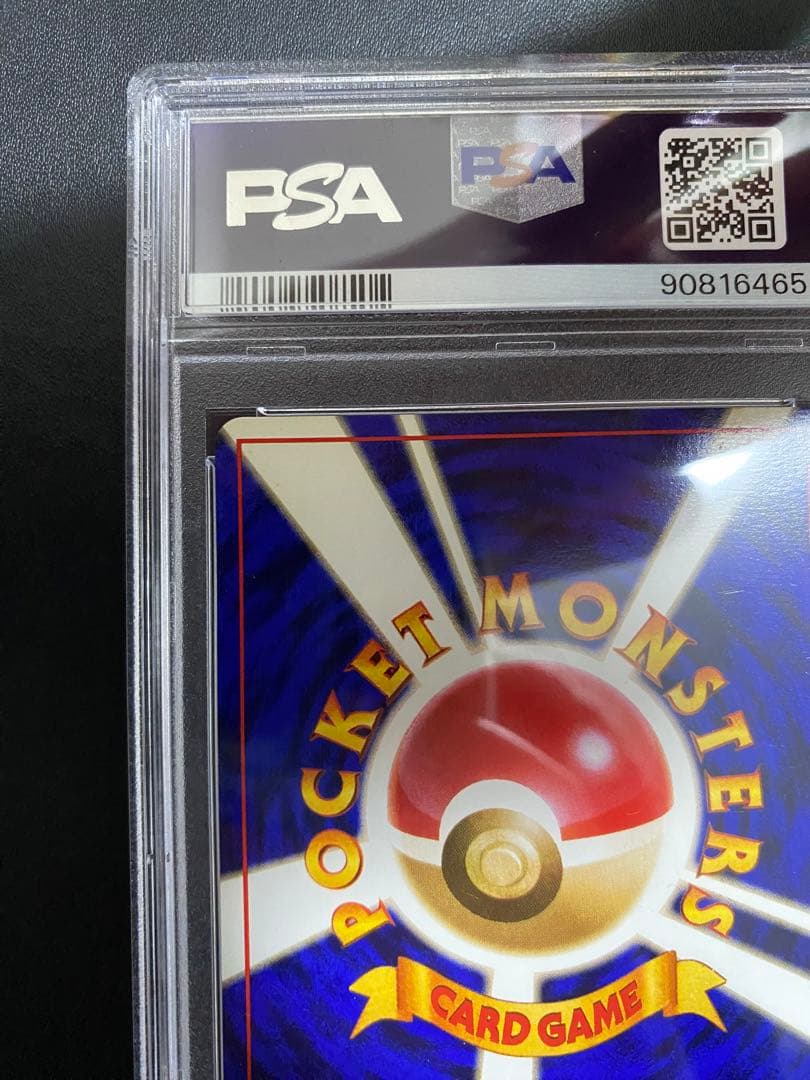 PSA
PSA
90816465
POCKET MONSTERS
CARD GAME